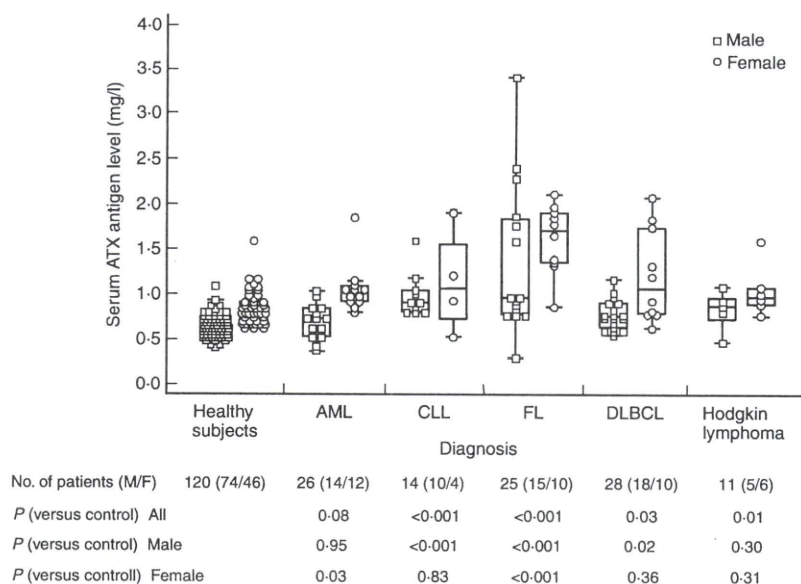 4·0
3·5
3·0
2·5
2·0
1·5
1·0
0·5
0·0
Serum ATX antigen level (mg/l)
Male
Female
Healthy subjects AML CLL FL DLBCL Hodgkin lymphoma
Diagnosis
No. of patients (M/F) 120 (74/46) 26 (14/12) 14 (10/4) 25 (15/10) 28 (18/10) 11 (5/6)
P (versus control) All 0·08 <0·001 <0·001 0·03 0·01
P (versus control) Male 0·95 <0·001 <0·001 0·02 0·30
P (versus controll) Female 0·03 0·83 <0·001 0·36 0·31